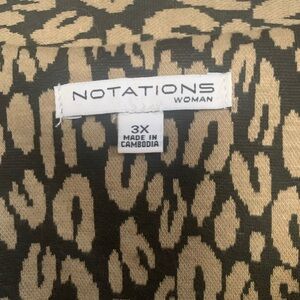 NOTATIONS
WOMAN
3X
MADE IN
CAMBODIA